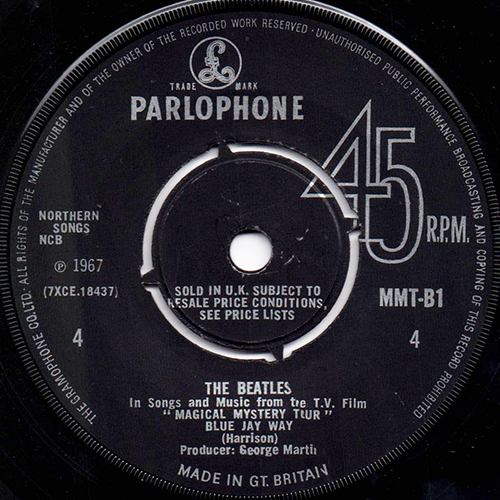 THE GRAMOPHONE CO. LTD. ALL RIGHTS OF THE MANUFACTURER AND OF THE OWNER OF THE RECORDED WORK RESERVED · UNAUTHORISED PUBLIC PERFORMANCE BROADCASTING AND COPYING OF THIS RECORD PROHIBITED
£
TRADE MARK
PARLOPHONE
45
R.P.M.
NORTHERN
SONGS
NCB
Ⓟ 1967
(7XCE.18437)
4
SOLD IN U.K. SUBJECT TO
RESALE PRICE CONDITIONS,
SEE PRICE LISTS
MMT-B1
4
THE BEATLES
In Songs and Music from the T.V. Film
"MAGICAL MYSTERY TOUR"
BLUE JAY WAY
(Harrison)
Producer: George Martin
MADE IN GT. BRITAIN